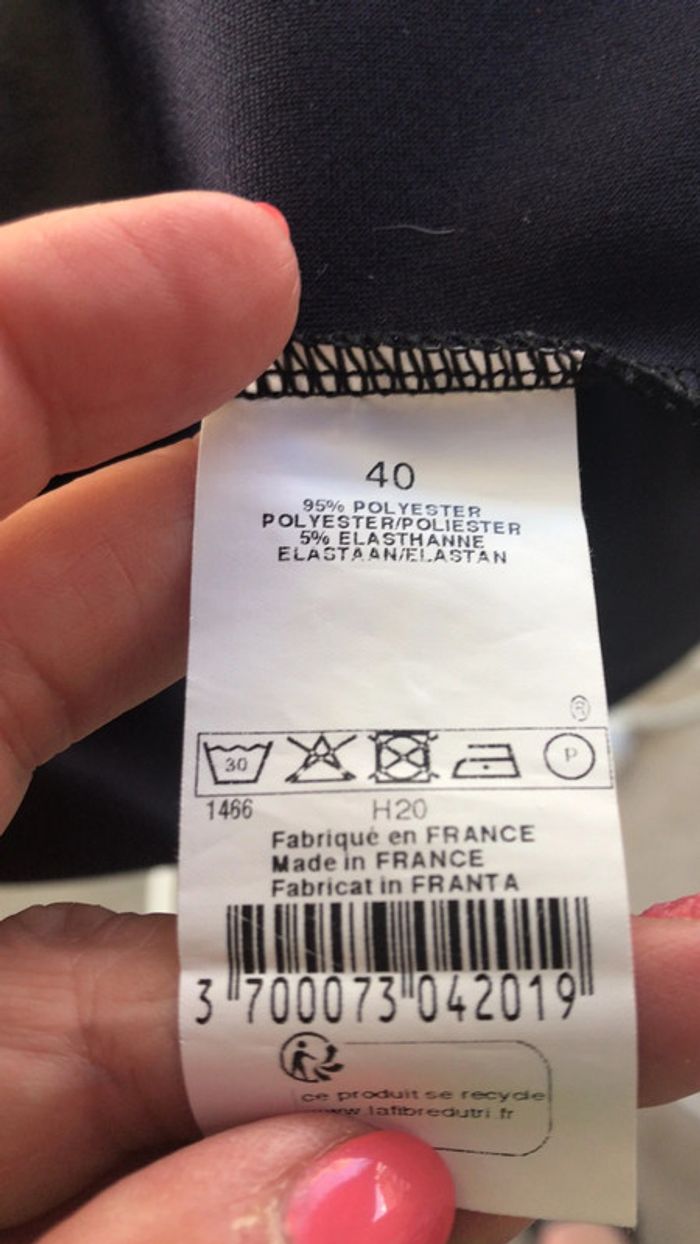 40
95% POLYESTER
POLYESTER/POLIESTER
5% ELASTHANNE
ELASTAAN/ELASTAN
®
30
P
1466 H20
Fabriqué en FRANCE
Made in FRANCE
Fabricat in FRANTA
3 700073 042019
ce produit se recycle
www.lafibredutri.fr